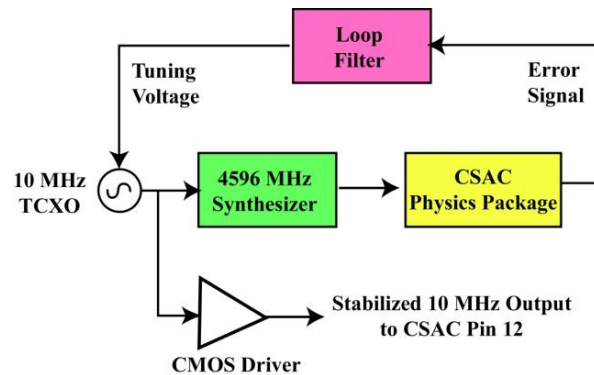 Loop
Filter
Tuning
Voltage
Error
Signal
10 MHz
TCXO
4596 MHz
Synthesizer
CSAC
Physics Package
Stabilized 10 MHz Output
to CSAC Pin 12
CMOS Driver